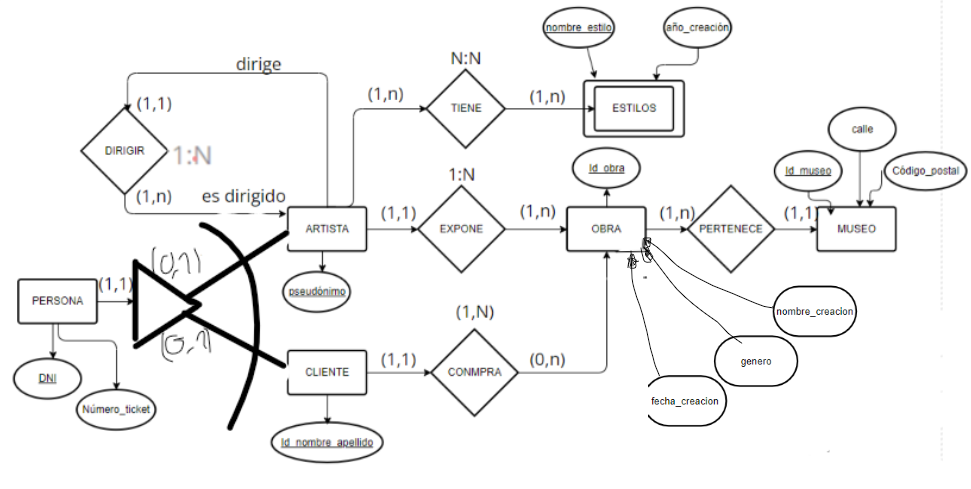 nombre_estilo
año_creación
N:N
dirige
(1,n)
TIENE
(1,n)
ESTILOS
(1,1)
DIRIGIR
1:N
(1,n)
es dirigido
calle
Id_obra
Id_museo
Código_postal
1:N
ARTISTA
(1,1)
EXPONE
(1,n)
OBRA
(1,n)
PERTENECE
(1,1)
MUSEO
(0,1)
PERSONA
(1,1)
pseudónimo
nombre_creacion
(1,N)
(0,1)
CLIENTE
(1,1)
CONMPRA
(0,n)
genero
DNI
Número_ticket
fecha_creacion
Id_nombre_apellido